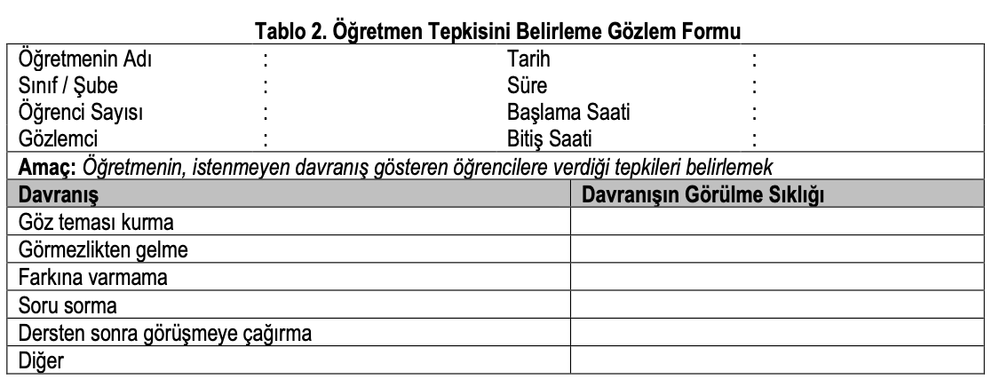 Tablo 2. Öğretmen Tepkisini Belirleme Gözlem Formu
Öğretmenin Adı : Tarih :
Sınıf / Şube : Süre :
Öğrenci Sayısı : Başlama Saati :
Gözlemci : Bitiş Saati :
Amaç: Öğretmenin, istenmeyen davranış gösteren öğrencilere verdiği tepkileri belirlemek
Davranış Davranışın Görülme Sıklığı
Göz teması kurma
Görmezlikten gelme
Farkına varmama
Soru sorma
Dersten sonra görüşmeye çağırma
Diğer